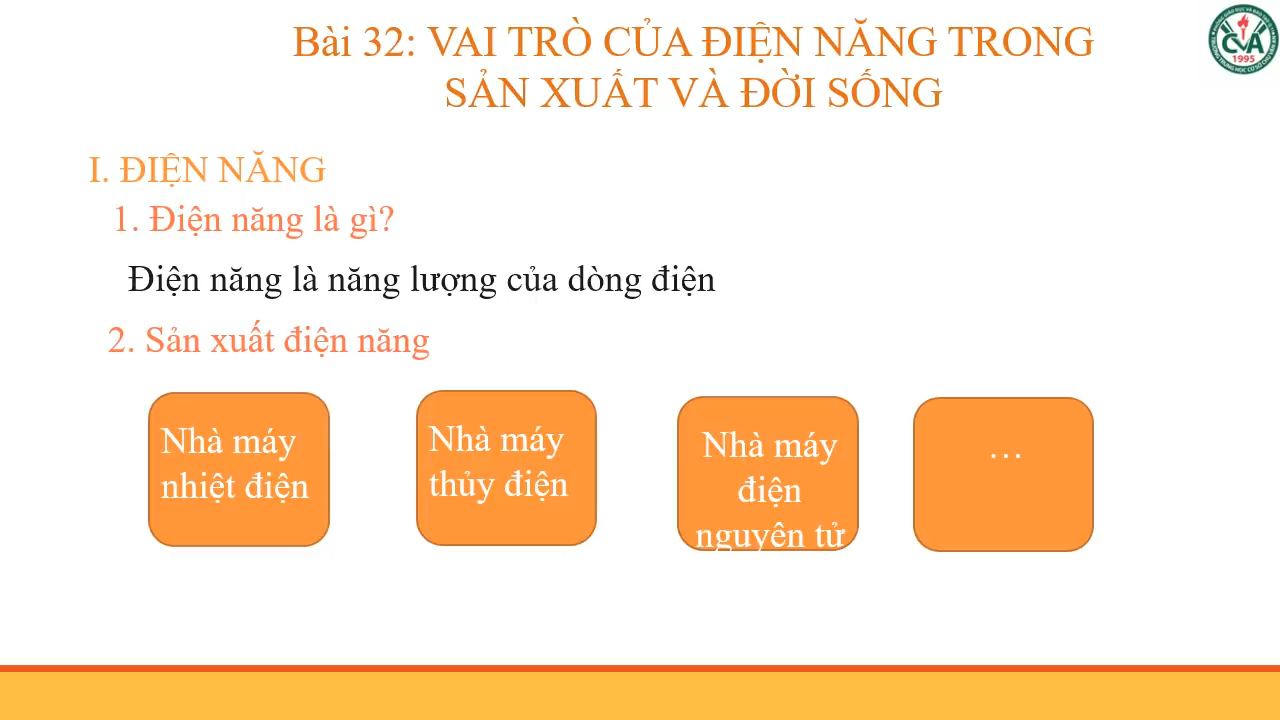 Bài 32: VAI TRÒ CỦA ĐIỆN NĂNG TRONG
SẢN XUẤT VÀ ĐỜI SỐNG
CVA
1995
I. ĐIỆN NĂNG
1. Điện năng là gì?
Điện năng là năng lượng của dòng điện
2. Sản xuất điện năng
Nhà máy
nhiệt điện
Nhà máy
thủy điện
Nhà máy
điện
nguyên tử
…